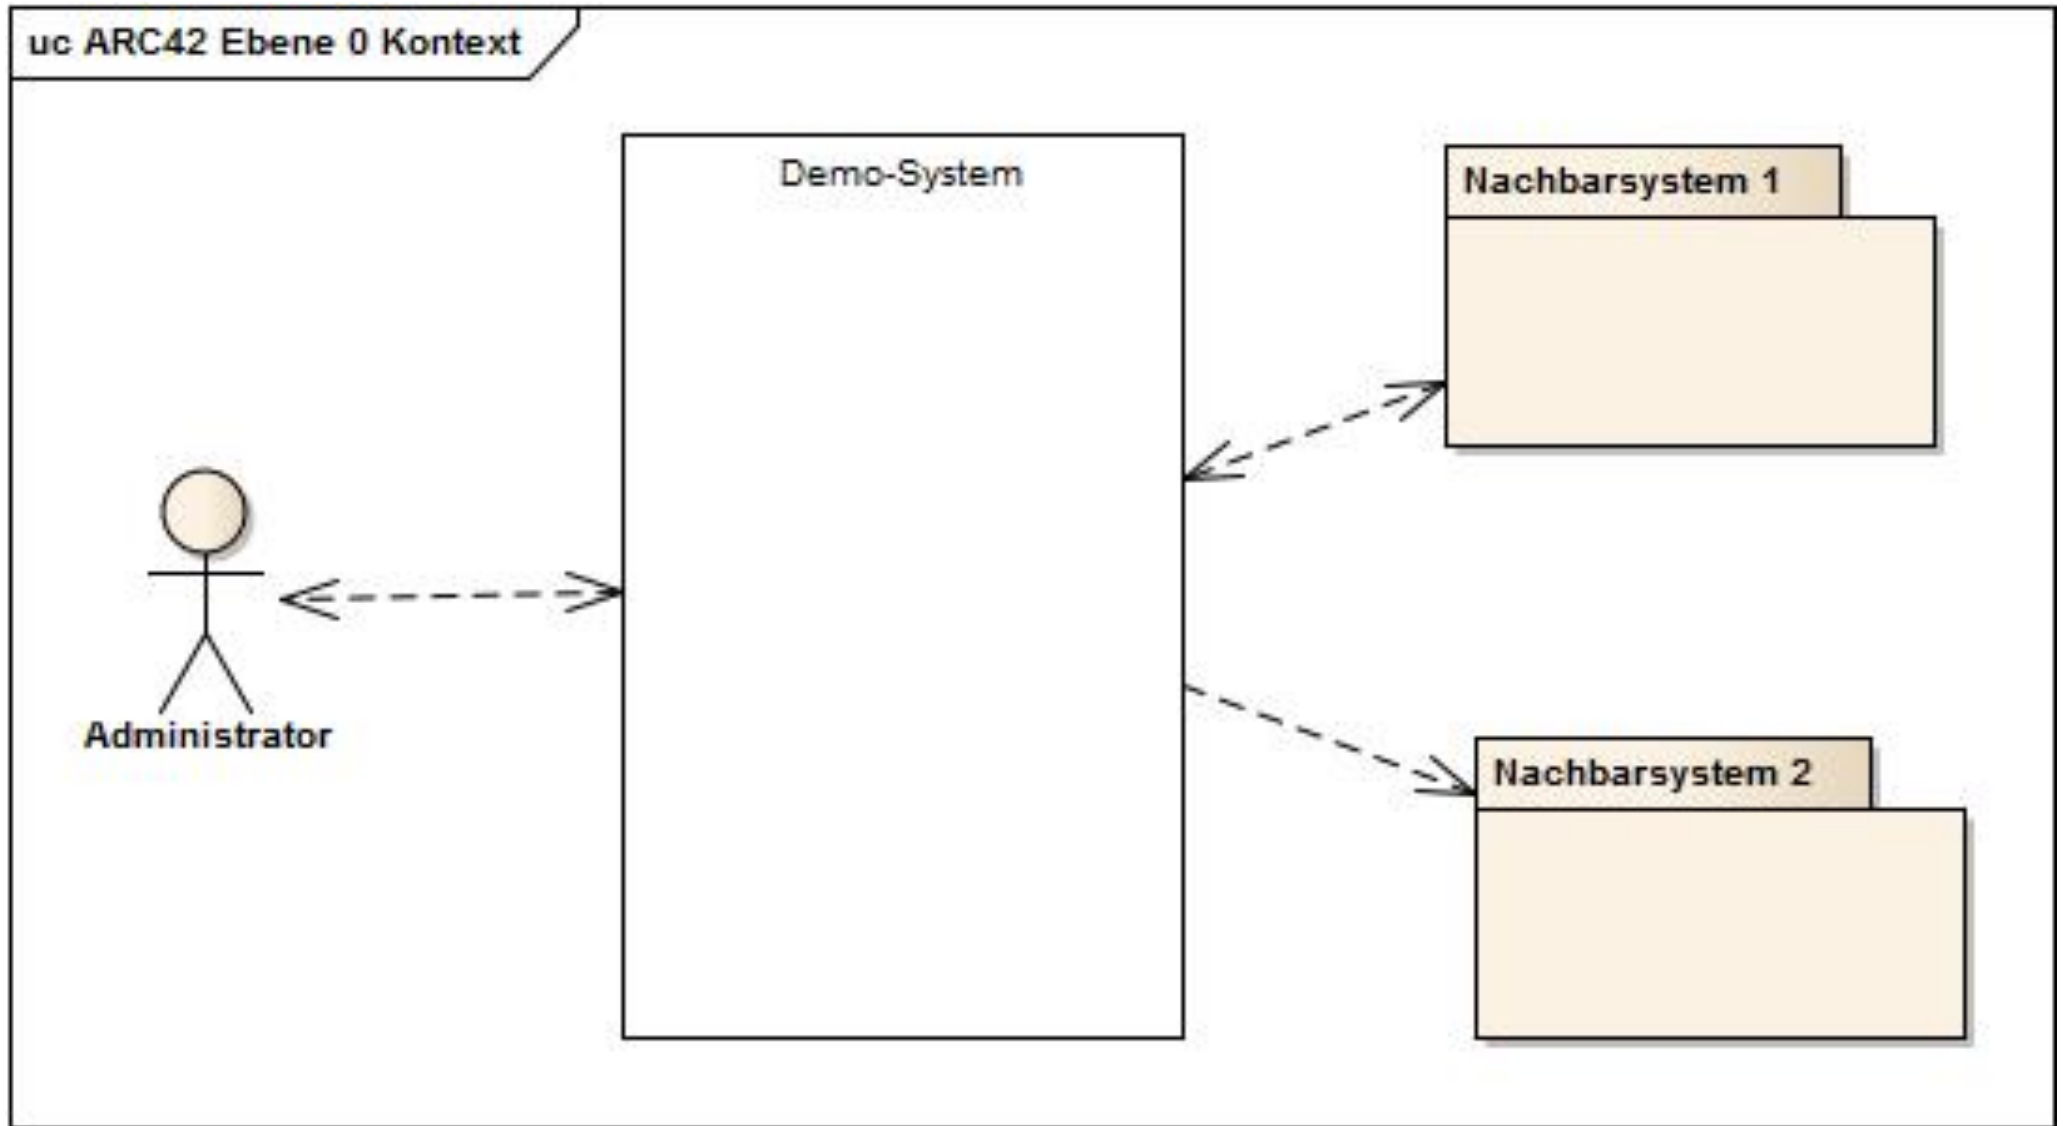 uc ARC42 Ebene 0 Kontext
Demo-System
Nachbarsystem 1
Administrator
Nachbarsystem 2